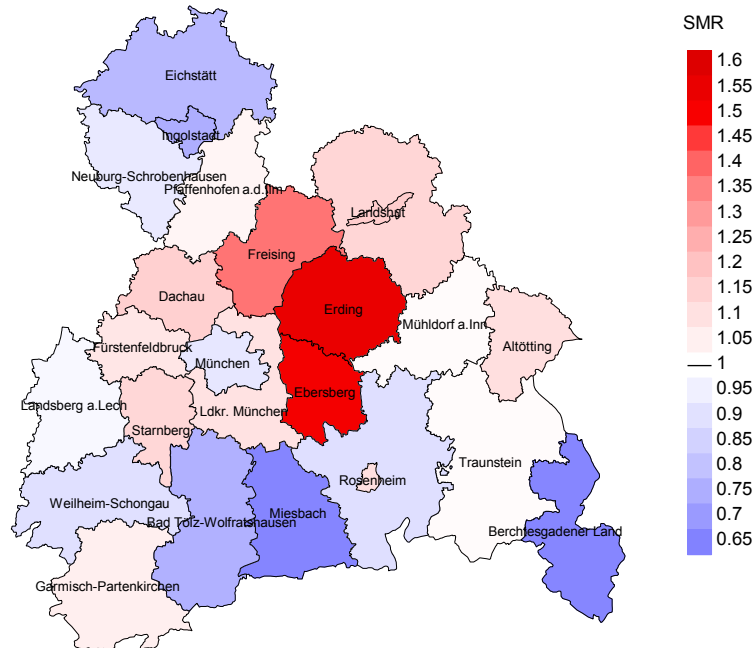 SMR
1.6
1.55
1.5
1.45
1.4
1.35
1.3
1.25
1.2
1.15
1.1
1.05
1
0.95
0.9
0.85
0.8
0.75
0.7
0.65
Eichstätt
Ingolstadt
Neuburg-Schrobenhausen
Pfaffenhofen a.d.Ilm
Landshut
Freising
Dachau
Erding
Mühldorf a.Inn
Fürstenfeldbruck
Altötting
München
Ebersberg
Landsberg a.Lech
Ldkr. München
Starnberg
Traunstein
Rosenheim
Weilheim-Schongau
Miesbach
Bad Tölz-Wolfratshausen
Berchtesgadener Land
Garmisch-Partenkirchen